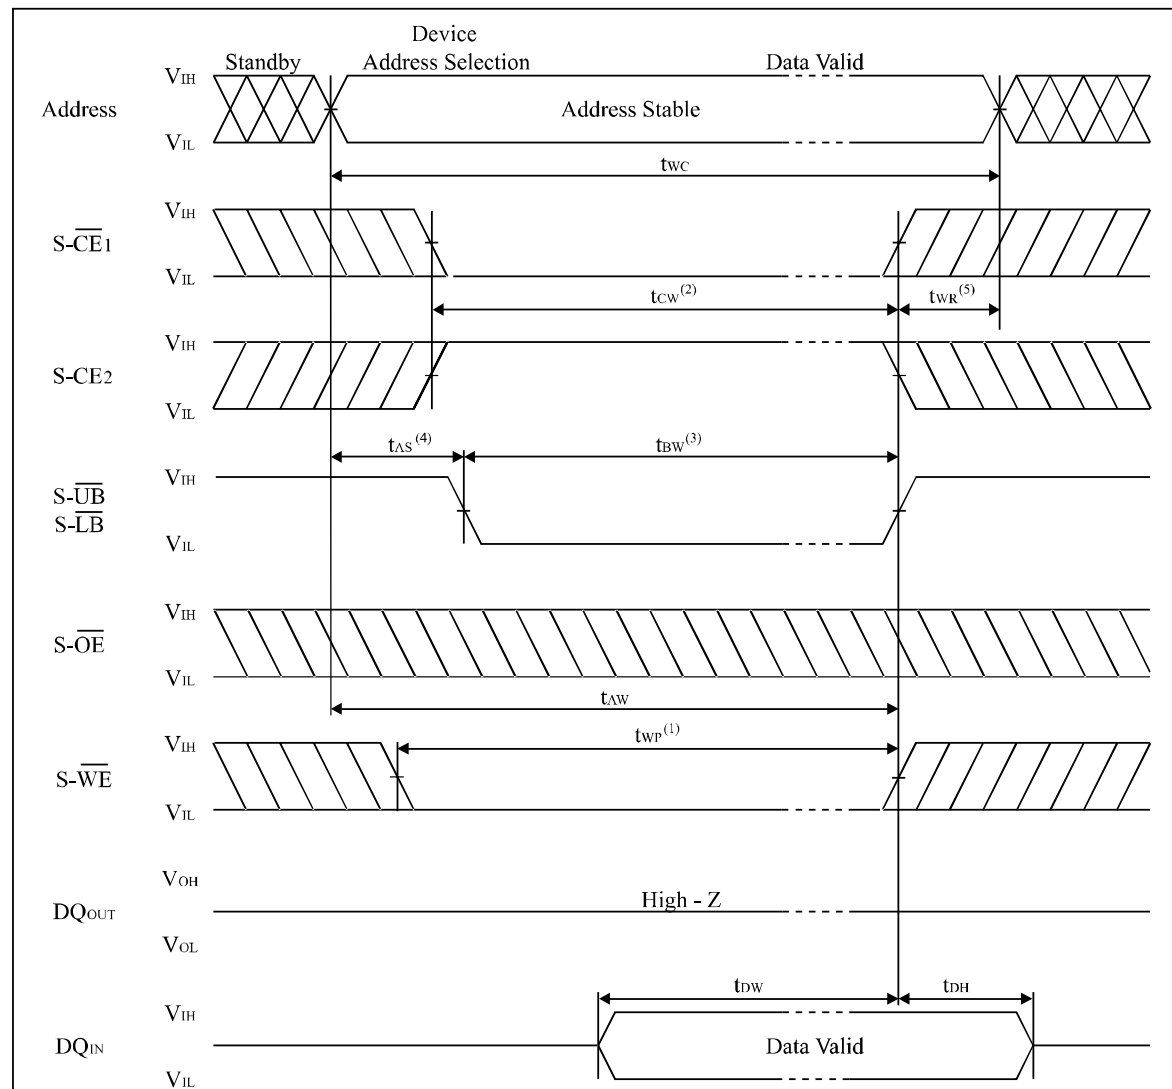 Device
Standby Address Selection Data Valid
VIH
Address Address Stable
VIL
tWC
VIH
S-CE1
VIL
tCW(2) tWR(5)
VIH
S-CE2
VIL
tAS(4) tBW(3)
VIH
S-UB
S-LB
VIL
VIH
S-OE
VIL
tAW
tWP(1)
VIH
S-WE
VIL
VOH
DQOUT High - Z
VOL
tDW tDH
VIH
DQIN Data Valid
VIL